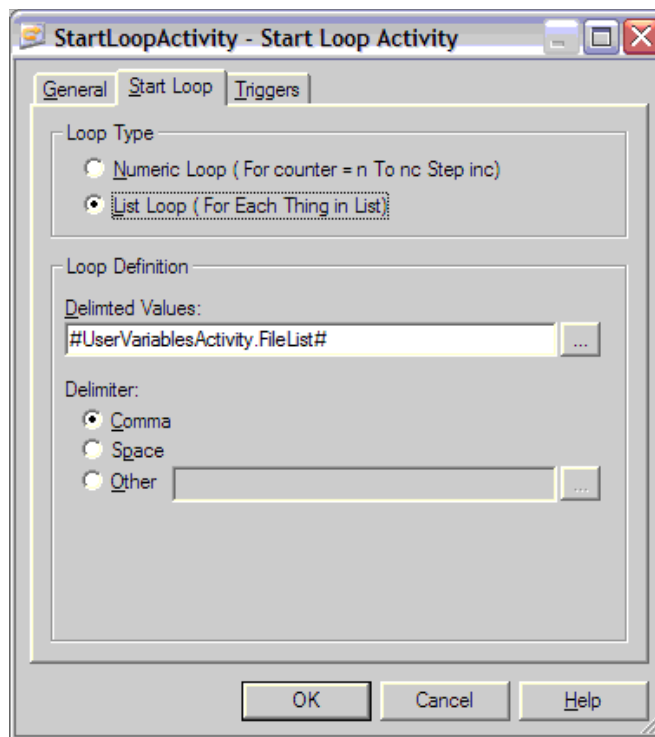 StartLoopActivity - Start Loop Activity
General Start Loop Triggers
Loop Type
Numeric Loop ( For counter = n To nc Step inc)
List Loop ( For Each Thing in List)
Loop Definition
Delimted Values:
#UserVariablesActivity.FileList#
...
Delimiter:
Comma
Space
Other
...
OK Cancel Help